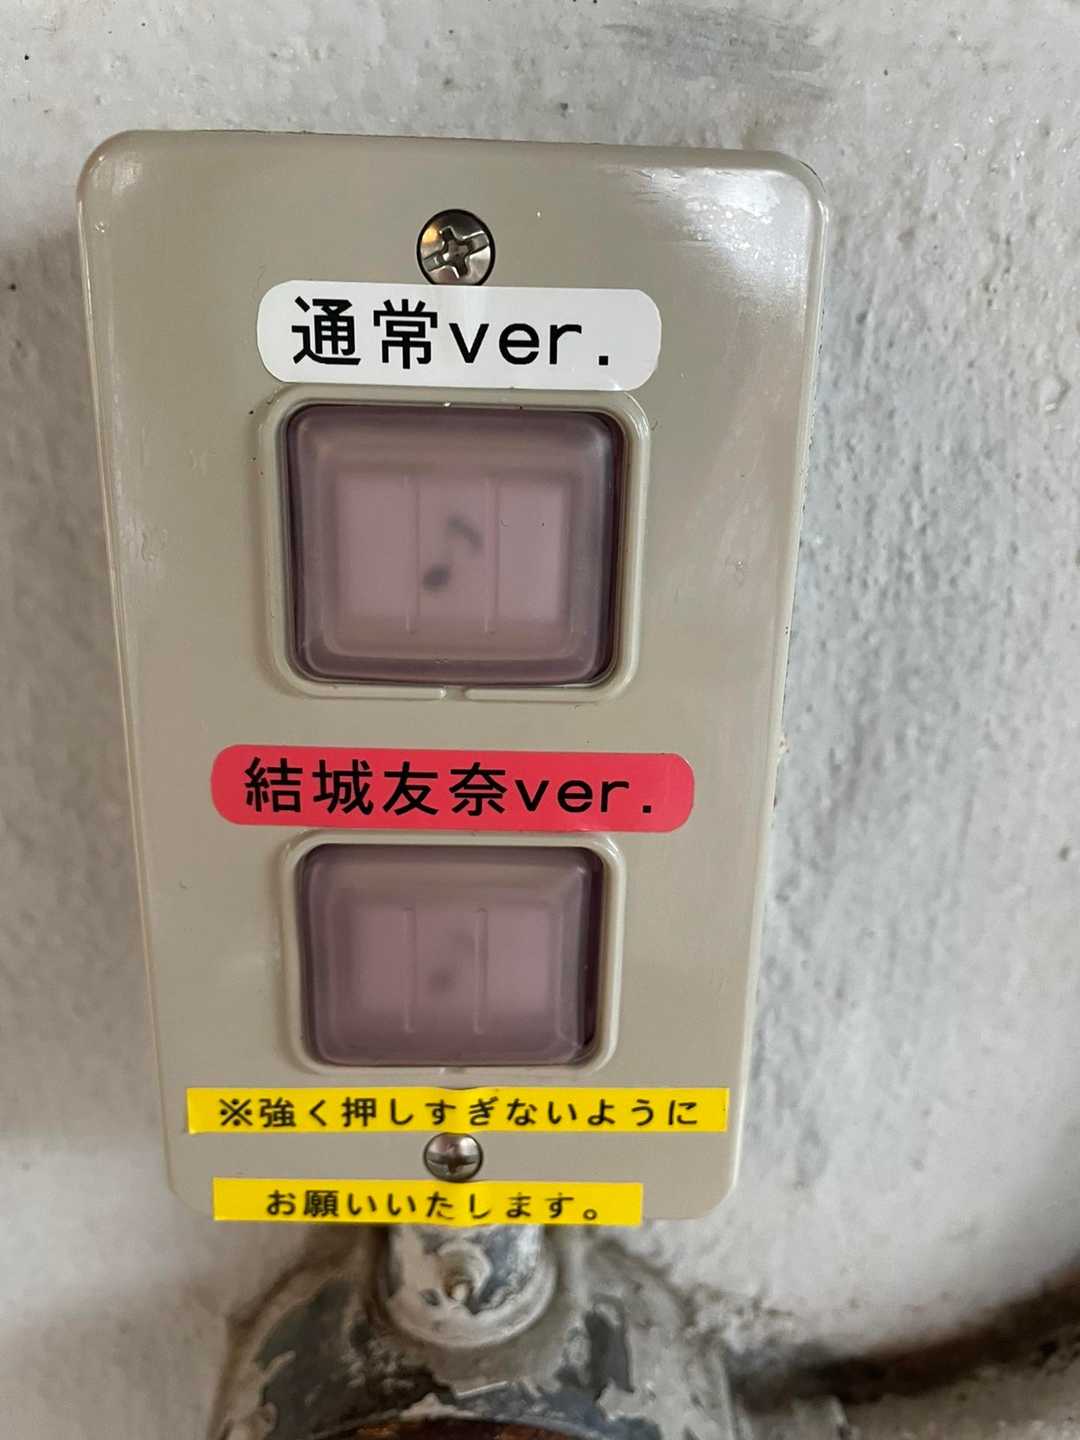 通常ver.
結城友奈ver.
※強く押しすぎないように
お願いいたします。